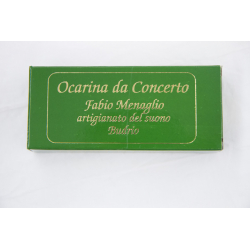 Ocarina da Concerto
Fabio Menaglio
artigianato del suono
Budrio